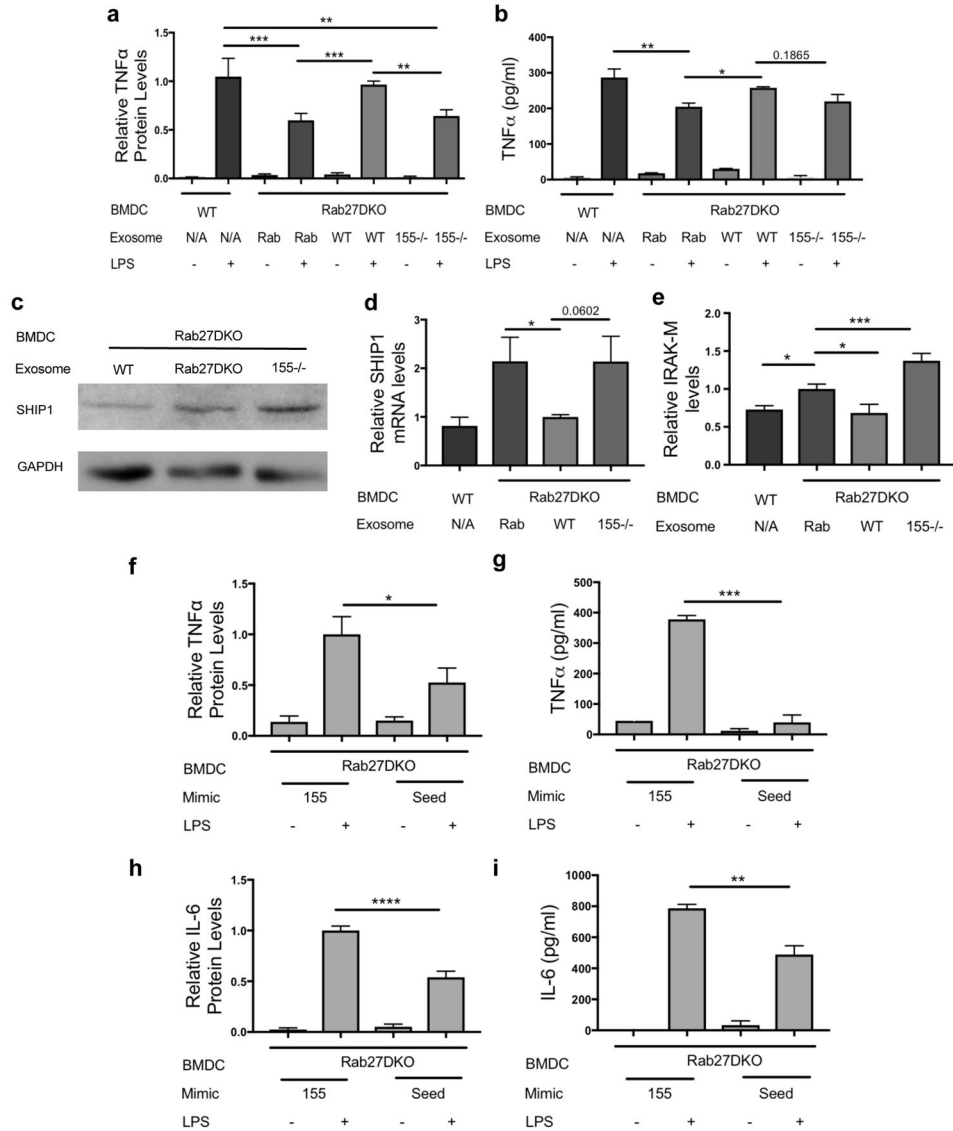 a
Relative TNFα
Protein Levels
1.5
1.0
0.5
0.0
**
***
***
**
BMDC
WT
Rab27DKO
Exosome N/A N/A Rab Rab WT WT 155-/- 155-/-
LPS - + - + - + - +
b
TNFα (pg/ml)
400
300
200
100
0
**
*
0.1865
BMDC
WT
Rab27DKO
Exosome N/A N/A Rab Rab WT WT 155-/- 155-/-
LPS - + - + - + - +
c
BMDC
Rab27DKO
Exosome WT Rab27DKO 155-/-
SHIP1
GAPDH
d
Relative SHIP1
mRNA levels
3
2
1
0
*
0.0602
BMDC WT Rab27DKO
Exosome N/A Rab WT 155-/-
e
Relative IRAK-M
levels
2.0
1.5
1.0
0.5
0.0
*
***
*
BMDC WT Rab27DKO
Exosome N/A Rab WT 155-/-
f
Relative TNFα
Protein Levels
1.5
1.0
0.5
0.0
*
BMDC Rab27DKO
Mimic 155 Seed
LPS - + - +
g
TNFα (pg/ml)
500
400
300
200
100
0
***
BMDC Rab27DKO
Mimic 155 Seed
LPS - + - +
h
Relative IL-6
Protein Levels
1.5
1.0
0.5
0.0
****
BMDC Rab27DKO
Mimic 155 Seed
LPS - + - +
i
IL-6 (pg/ml)
1000
800
600
400
200
0
**
BMDC Rab27DKO
Mimic 155 Seed
LPS - + - +